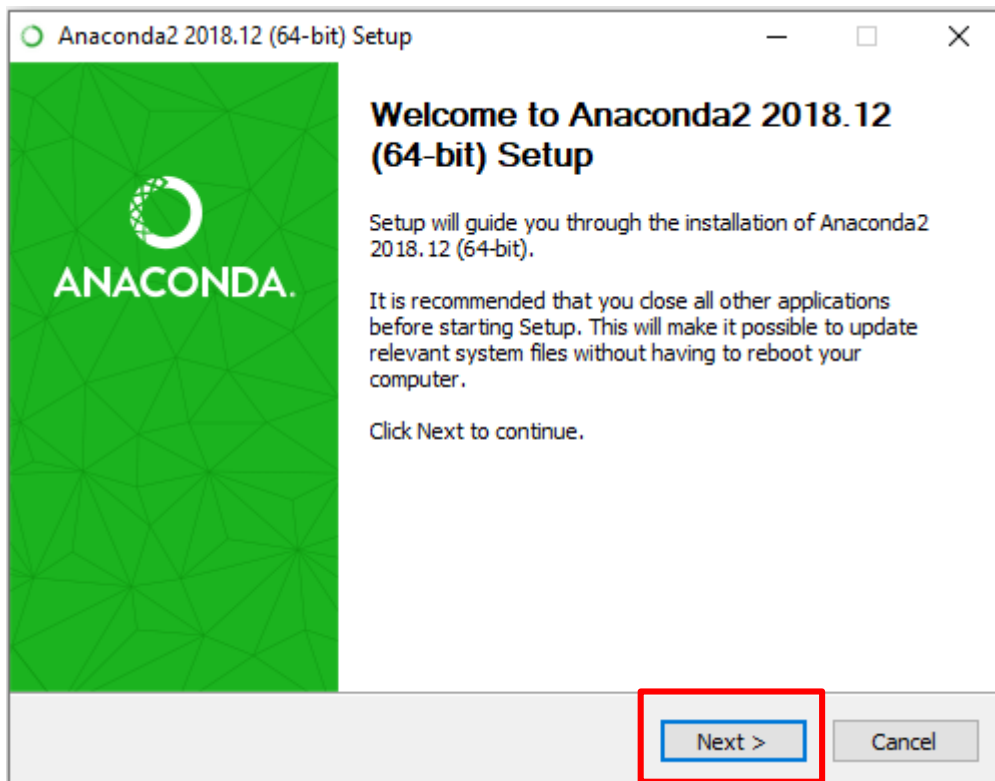 Anaconda2 2018.12 (64-bit) Setup
ANACONDA.
Welcome to Anaconda2 2018.12
(64-bit) Setup
Setup will guide you through the installation of Anaconda2
2018.12 (64-bit).
It is recommended that you close all other applications
before starting Setup. This will make it possible to update
relevant system files without having to reboot your
computer.
Click Next to continue.
Next >
Cancel